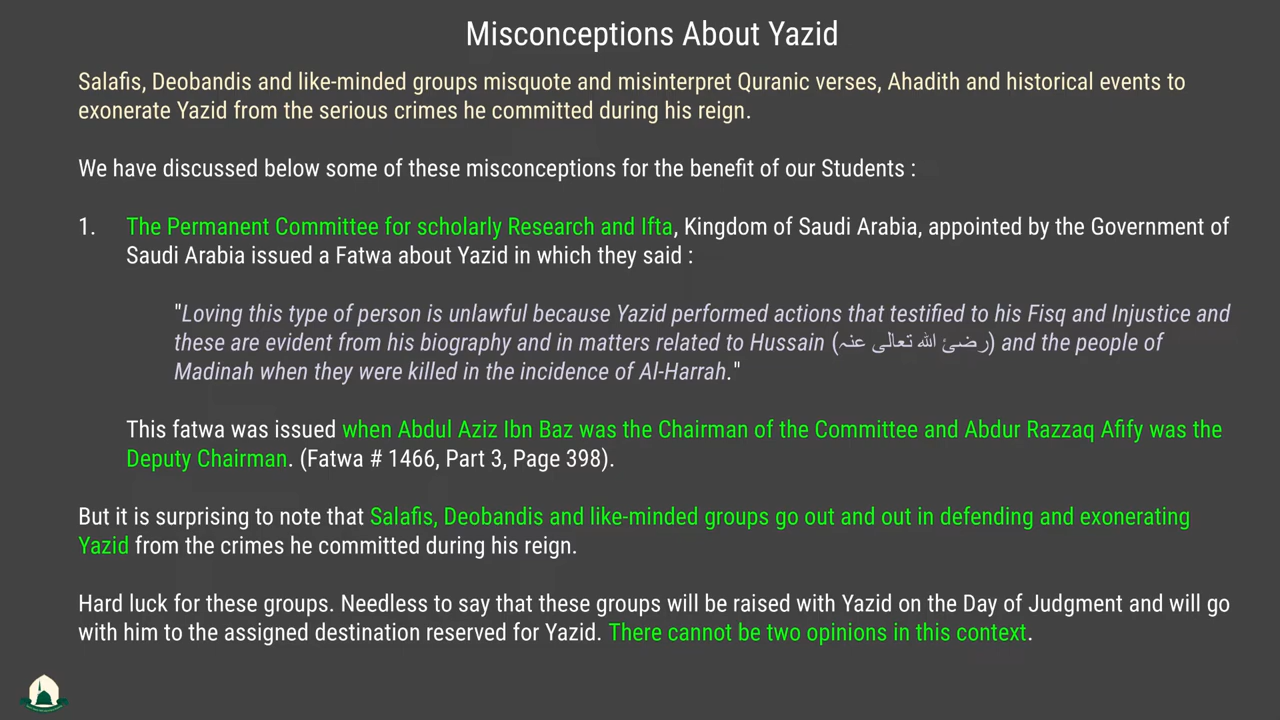 Misconceptions About Yazid
Salafis, Deobandis and like-minded groups misquote and misinterpret Quranic verses, Ahadith and historical events to
exonerate Yazid from the serious crimes he committed during his reign.
We have discussed below some of these misconceptions for the benefit of our Students :
1. The Permanent Committee for scholarly Research and Ifta, Kingdom of Saudi Arabia, appointed by the Government of
Saudi Arabia issued a Fatwa about Yazid in which they said :
"Loving this type of person is unlawful because Yazid performed actions that testified to his Fisq and Injustice and
these are evident from his biography and in matters related to Hussain (رضئ الله تعالى عنہ) and the people of
Madinah when they were killed in the incidence of Al-Harrah."
This fatwa was issued when Abdul Aziz Ibn Baz was the Chairman of the Committee and Abdur Razzaq Afify was the
Deputy Chairman. (Fatwa # 1466, Part 3, Page 398).
But it is surprising to note that Salafis, Deobandis and like-minded groups go out and out in defending and exonerating
Yazid from the crimes he committed during his reign.
Hard luck for these groups. Needless to say that these groups will be raised with Yazid on the Day of Judgment and will go
with him to the assigned destination reserved for Yazid. There cannot be two opinions in this context.